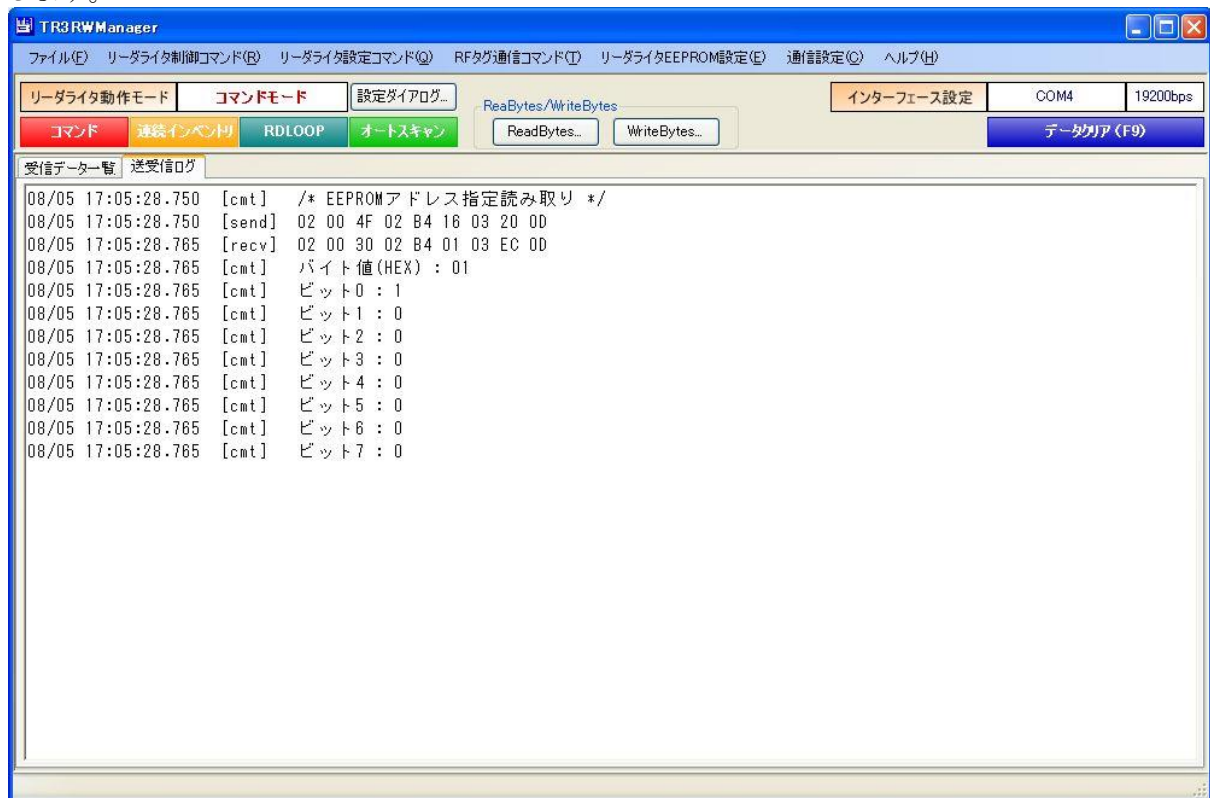 TR3RWManager
ファイル(F) リーダライタ制御コマンド(R) リーダライタ設定コマンド(Q) RFタグ通信コマンド(T) リーダライタEEPROM設定(E) 通信設定(C) ヘルプ(H)
リーダライタ動作モード コマンドモード 設定ダイアログ... ReaBytes/WriteBytes インターフェース設定 COM4 19200bps
コマンド 連続インベントリ RDLOOP オートスキャン ReadBytes... WriteBytes... データクリア(F9)
受信データ一覧 送受信ログ
08/05 17:05:28.750 [cmt] /* EEPROMアドレス指定読み取り */
08/05 17:05:28.750 [send] 02 00 4F 02 B4 16 03 20 0D
08/05 17:05:28.765 [recv] 02 00 30 02 B4 01 03 EC 0D
08/05 17:05:28.765 [cmt] バイト値(HEX) : 01
08/05 17:05:28.765 [cmt] ビット0 : 1
08/05 17:05:28.765 [cmt] ビット1 : 0
08/05 17:05:28.765 [cmt] ビット2 : 0
08/05 17:05:28.765 [cmt] ビット3 : 0
08/05 17:05:28.765 [cmt] ビット4 : 0
08/05 17:05:28.765 [cmt] ビット5 : 0
08/05 17:05:28.765 [cmt] ビット6 : 0
08/05 17:05:28.765 [cmt] ビット7 : 0